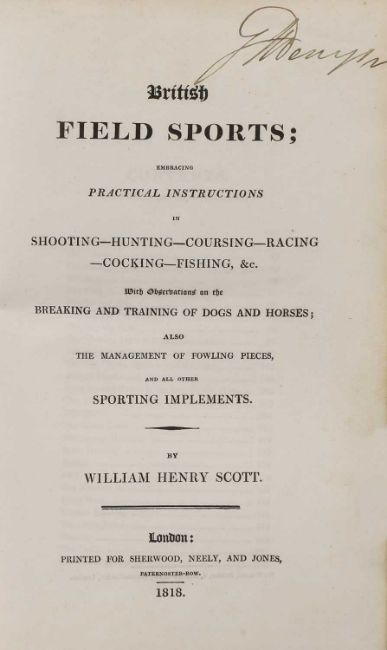 British
FIELD SPORTS;
EMBRACING
PRACTICAL INSTRUCTIONS
IN
SHOOTING—HUNTING—COURSING—RACING
—COCKING—FISHING, &c.
With Observations on the
BREAKING AND TRAINING OF DOGS AND HORSES;
ALSO
THE MANAGEMENT OF FOWLING PIECES,
AND ALL OTHER
SPORTING IMPLEMENTS.
BY
WILLIAM HENRY SCOTT.
London:
PRINTED FOR SHERWOOD, NEELY, AND JONES,
PATERNOSTER-ROW.
1818.